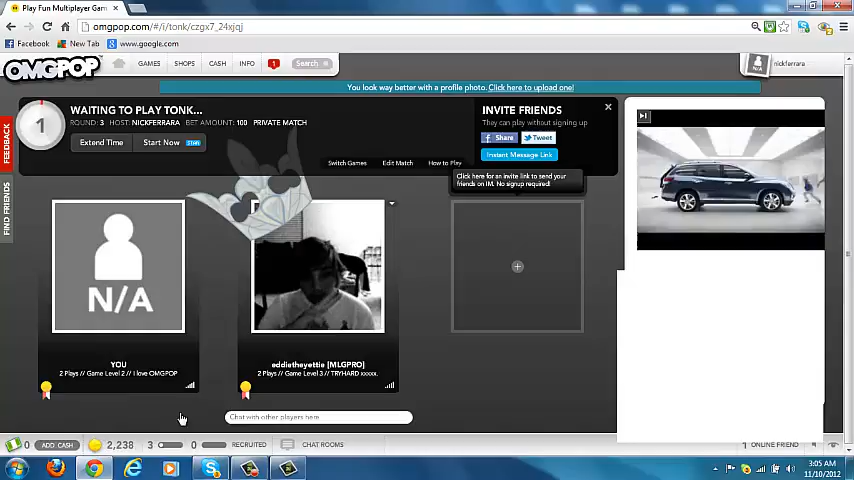 Play Fun Multiplayer Gam
omgpop.com/#/i/tonk/czgx7_24xjqj
Facebook New Tab www.google.com
OMGPOP
GAMES SHOPS CASH INFO 1 Search
N/A nickferrara
You look way better with a profile photo. Click here to upload one!
FEEDBACK
FIND FRIENDS
1
WAITING TO PLAY TONK...
ROUND: 3 HOST: NICKFERRARA BET AMOUNT: 100 PRIVATE MATCH
Extend Time Start Now
Switch Games Edit Match How to Play
INVITE FRIENDS
They can play without signing up
Share Tweet
Instant Message Link
Click here for an invite link to send your
friends on IM. No signup required!
N/A
YOU
2 Plays // Game Level 2 // I love OMGPOP
eddietheyettie [MLGPRO]
2 Plays // Game Level 3 // TRYHARD xxxxx.
Chat with other players here
0 ADD CASH 2,238 3 0 RECRUITED CHAT ROOMS 1 ONLINE FRIEND
3:05 AM
11/10/2012